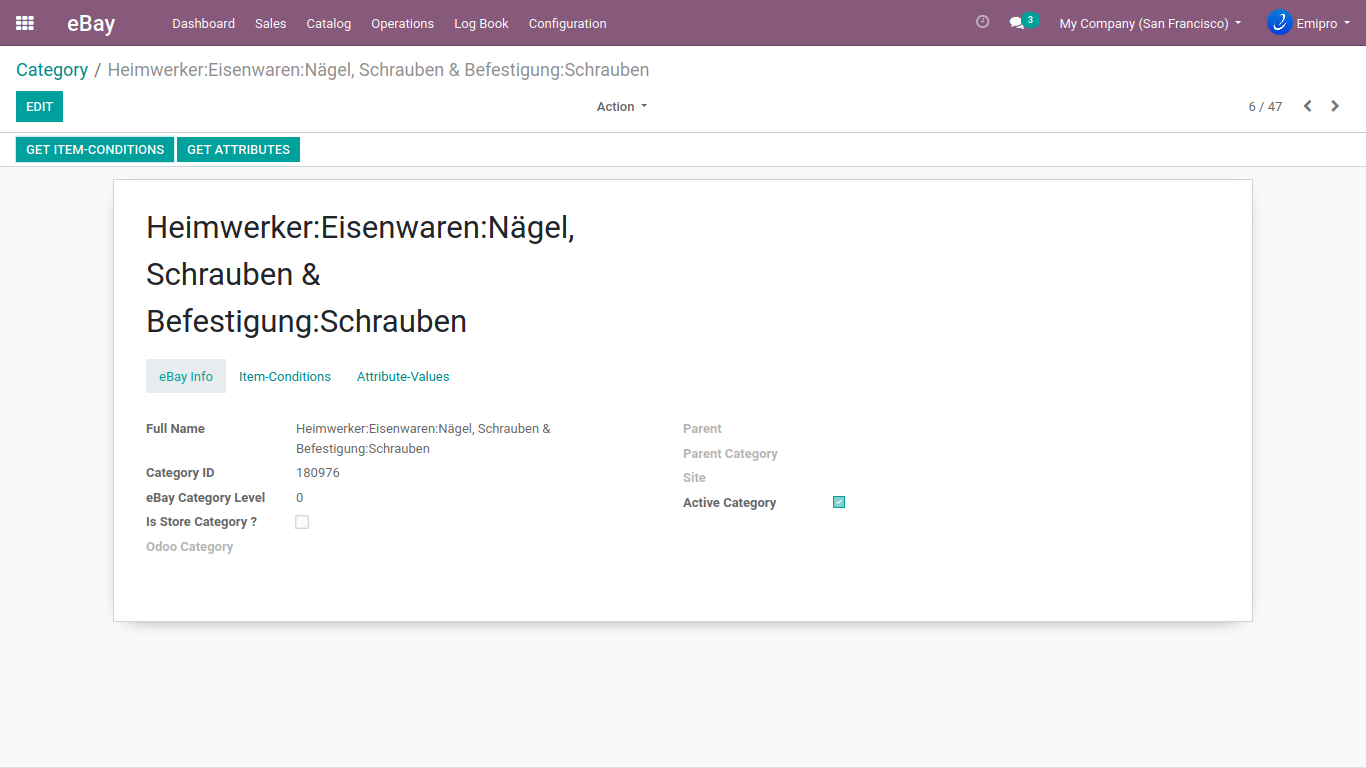 eBay Dashboard Sales Catalog Operations Log Book Configuration 3 My Company (San Francisco) Emipro
Category / Heimwerker:Eisenwaren:Nägel, Schrauben & Befestigung:Schrauben
EDIT Action 6 / 47
GET ITEM-CONDITIONS GET ATTRIBUTES
Heimwerker:Eisenwaren:Nägel,
Schrauben &
Befestigung:Schrauben
eBay Info Item-Conditions Attribute-Values
Full Name Heimwerker:Eisenwaren:Nägel, Schrauben &
Befestigung:Schrauben
Category ID 180976
eBay Category Level 0
Is Store Category ?
Odoo Category
Parent
Parent Category
Site
Active Category